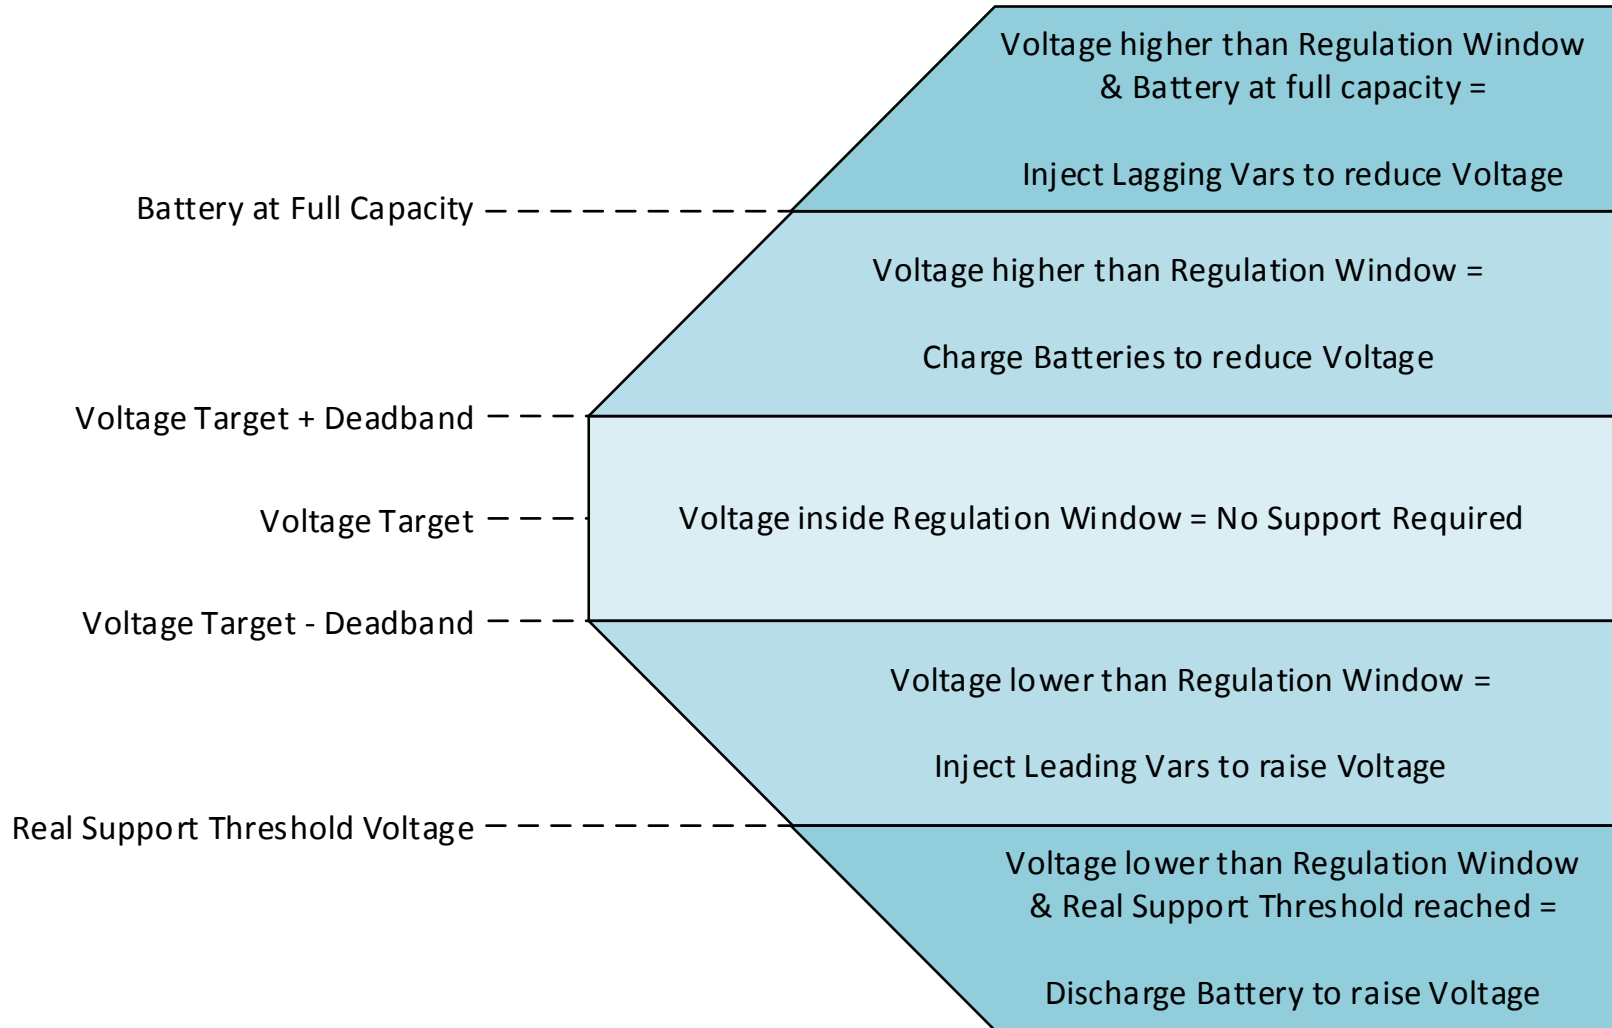 Voltage higher than Regulation Window
& Battery at full capacity =
Inject Lagging Vars to reduce Voltage
Battery at Full Capacity
Voltage higher than Regulation Window =
Charge Batteries to reduce Voltage
Voltage Target + Deadband
Voltage Target
Voltage inside Regulation Window = No Support Required
Voltage Target - Deadband
Voltage lower than Regulation Window =
Inject Leading Vars to raise Voltage
Real Support Threshold Voltage
Voltage lower than Regulation Window
& Real Support Threshold reached =
Discharge Battery to raise Voltage